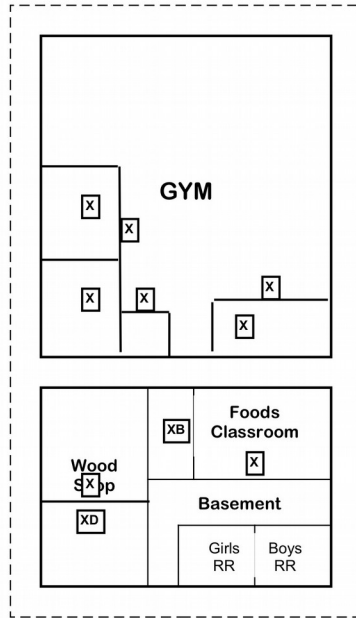 X
GYM
X
X
X
X
X
XB
Foods
Classroom
X
Wood
Shop
X
XD
Basement
Girls
RR
Boys
RR